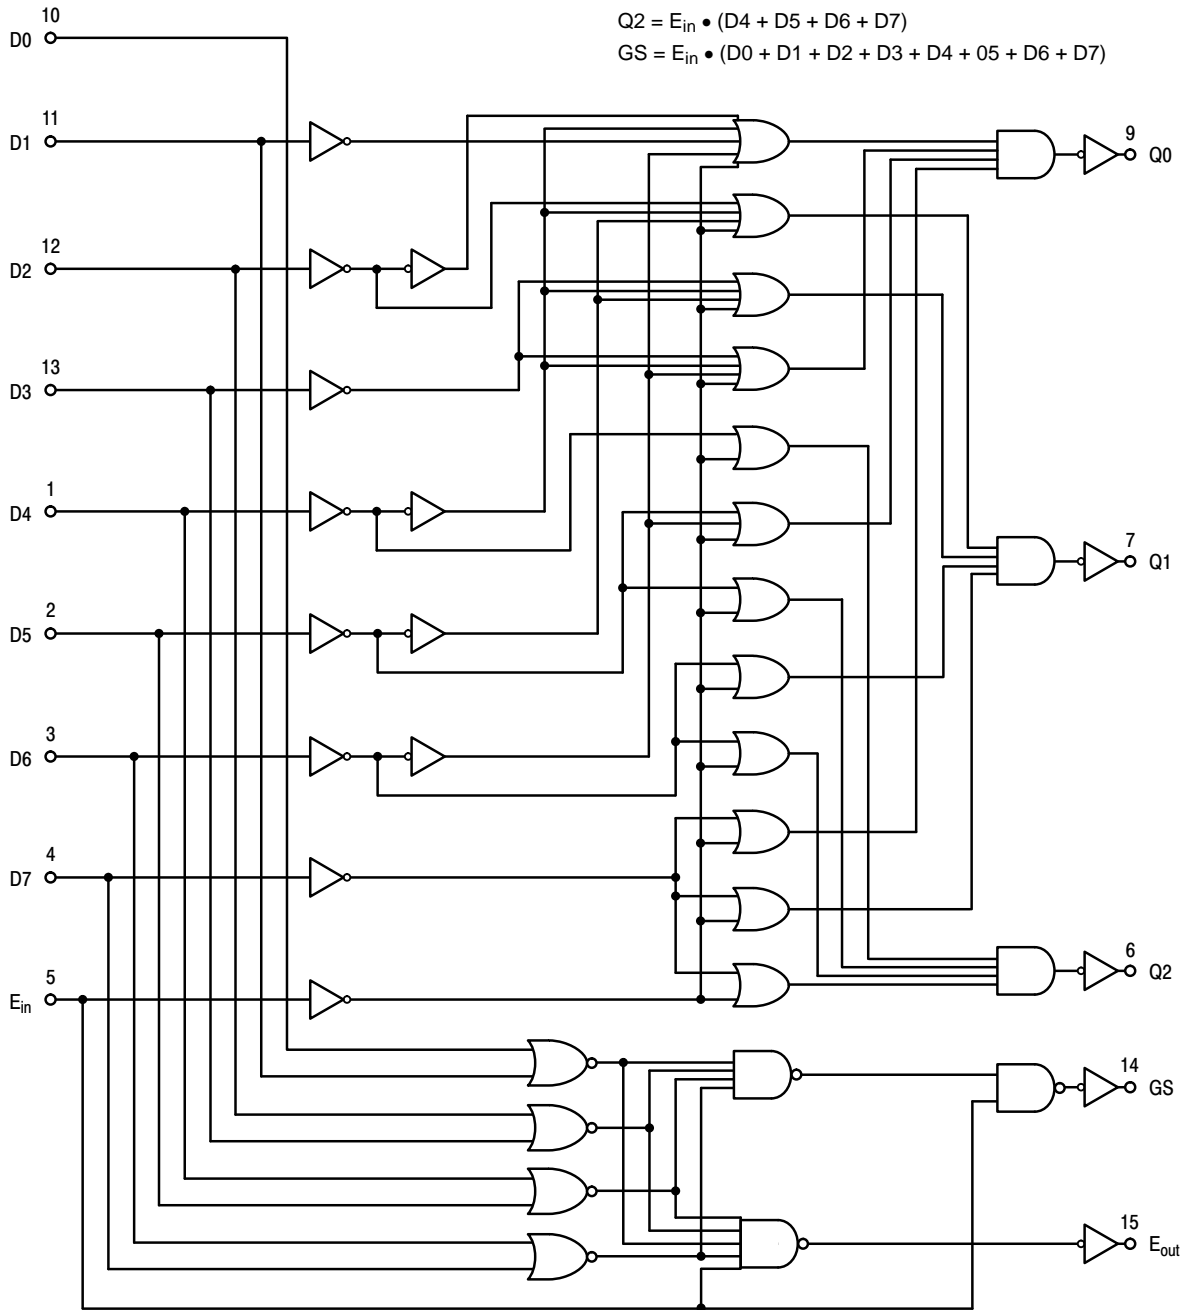 Q2 = Ein • (D4 + D5 + D6 + D7)
GS = Ein • (D0 + D1 + D2 + D3 + D4 + 05 + D6 + D7)
10
D0
11
D1
9
Q0
12
D2
13
D3
1
D4
7
Q1
2
D5
3
D6
4
D7
6
Q2
5
Ein
14
GS
15
Eout